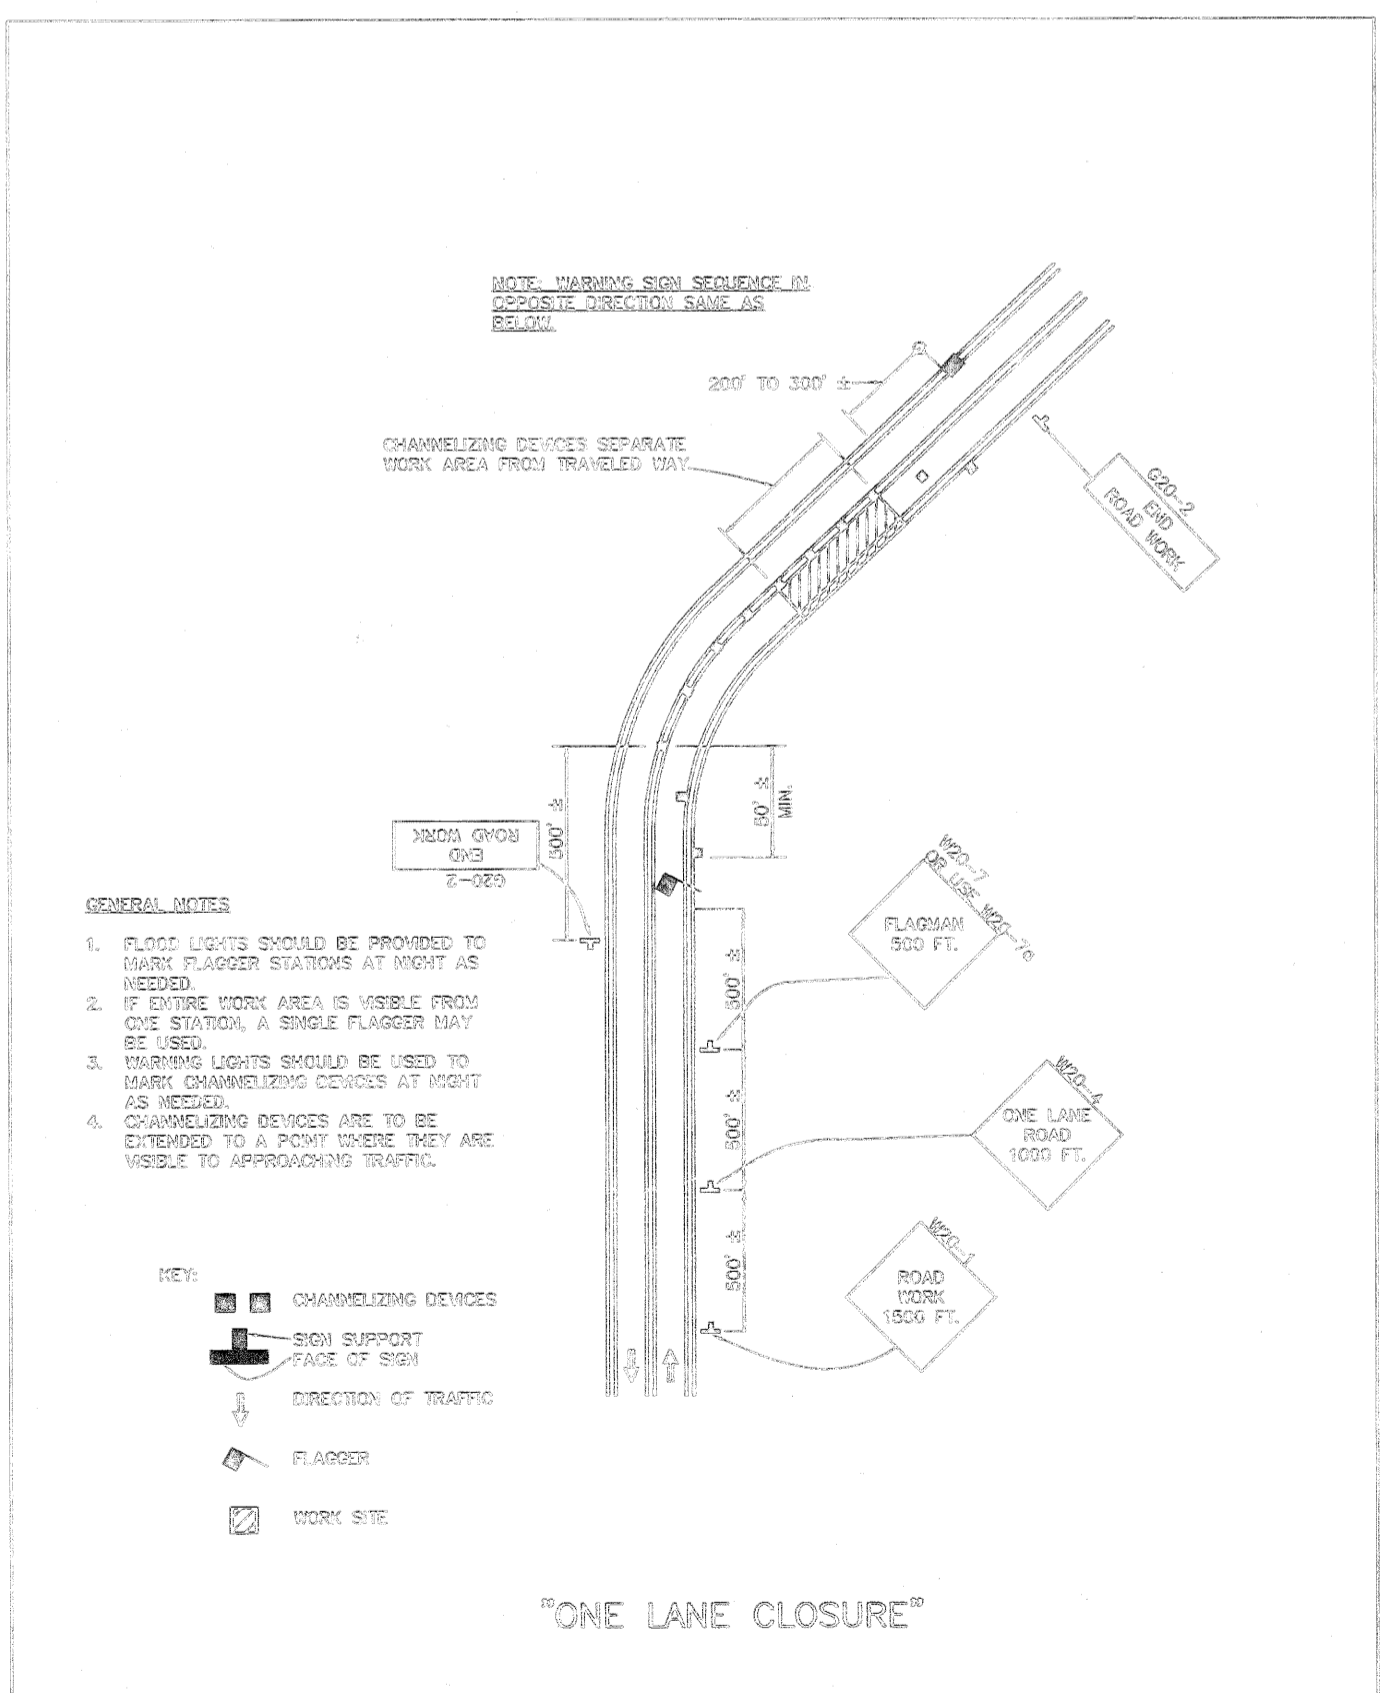 NOTE: WARNING SIGN SEQUENCE IN
OPPOSITE DIRECTION SAME AS
BELOW.
200' TO 300' ±
CHANNELIZING DEVICES SEPARATE
WORK AREA FROM TRAVELED WAY
G20-2
END
ROAD WORK
50' ±
MIN.
±
END
ROAD WORK
G20-2
W20-7
OR USE W20-7a
FLAGMAN
500 FT.
500' ±
W20-4
ONE LANE
ROAD
1000 FT.
500' ±
W20-1
ROAD
WORK
1500 FT.
500' ±
GENERAL NOTES
1. FLOOD LIGHTS SHOULD BE PROVIDED TO
MARK FLAGGER STATIONS AT NIGHT AS
NEEDED.
2. IF ENTIRE WORK AREA IS VISIBLE FROM
ONE STATION, A SINGLE FLAGGER MAY
BE USED.
3. WARNING LIGHTS SHOULD BE USED TO
MARK CHANNELIZING DEVICES AT NIGHT
AS NEEDED.
4. CHANNELIZING DEVICES ARE TO BE
EXTENDED TO A POINT WHERE THEY ARE
VISIBLE TO APPROACHING TRAFFIC.
KEY:
CHANNELIZING DEVICES
SIGN SUPPORT
FACE OF SIGN
DIRECTION OF TRAFFIC
FLAGGER
WORK SITE
"ONE LANE CLOSURE"